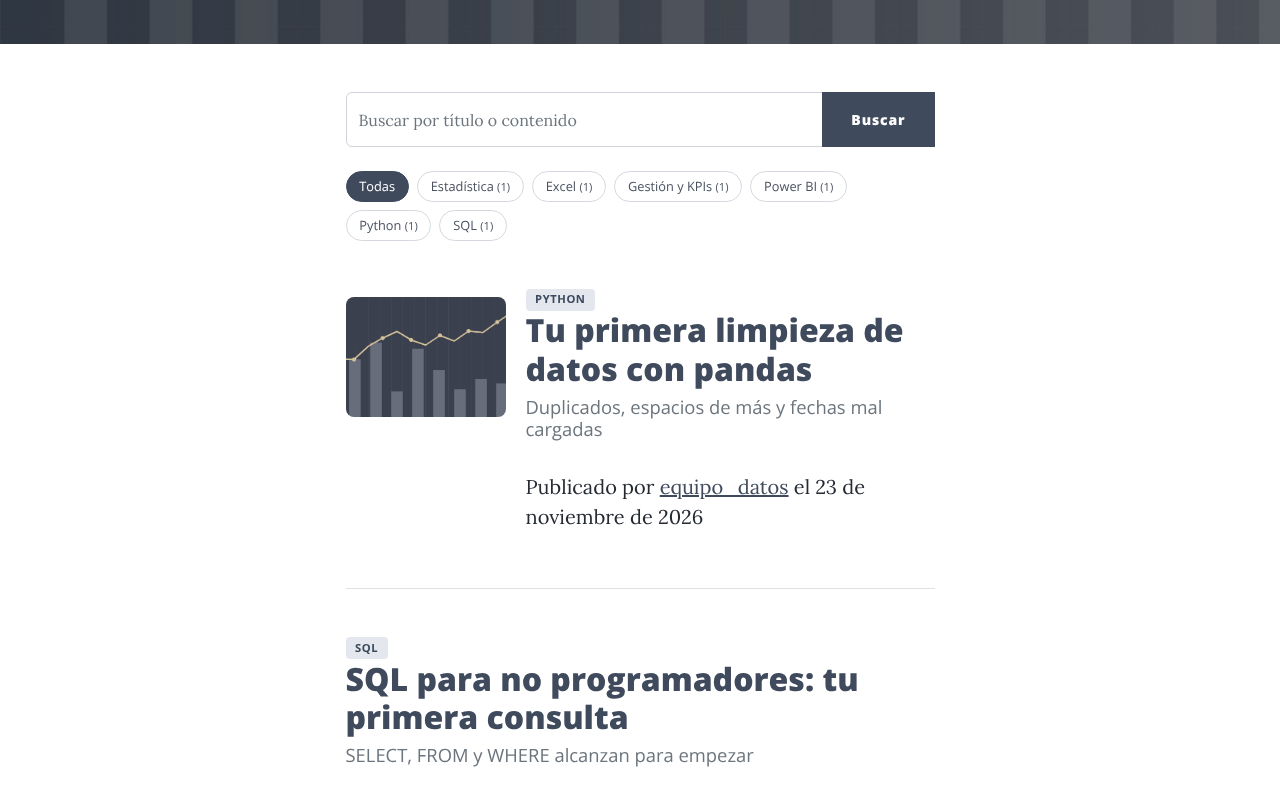 Buscar por título o contenido
Buscar
Todas
Estadística (1)
Excel (1)
Gestión y KPIs (1)
Power BI (1)
Python (1)
SQL (1)
PYTHON
Tu primera limpieza de
datos con pandas
Duplicados, espacios de más y fechas mal
cargadas
Publicado por equipo_datos el 23 de
noviembre de 2026
SQL
SQL para no programadores: tu
primera consulta
SELECT, FROM y WHERE alcanzan para empezar